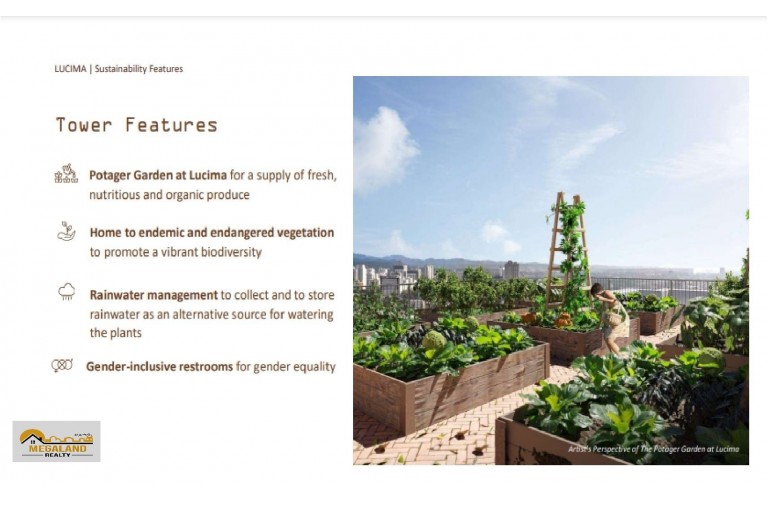 LUCIMA | Sustainability Features
Tower Features
Potager Garden at Lucima for a supply of fresh,
nutritious and organic produce
Home to endemic and endangered vegetation
to promote a vibrant biodiversity
Rainwater management to collect and to store
rainwater as an alternative source for watering
the plants
Gender-inclusive restrooms for gender equality
MEGALAND
REALTY
Artist's Perspective of The Potager Garden at Lucima